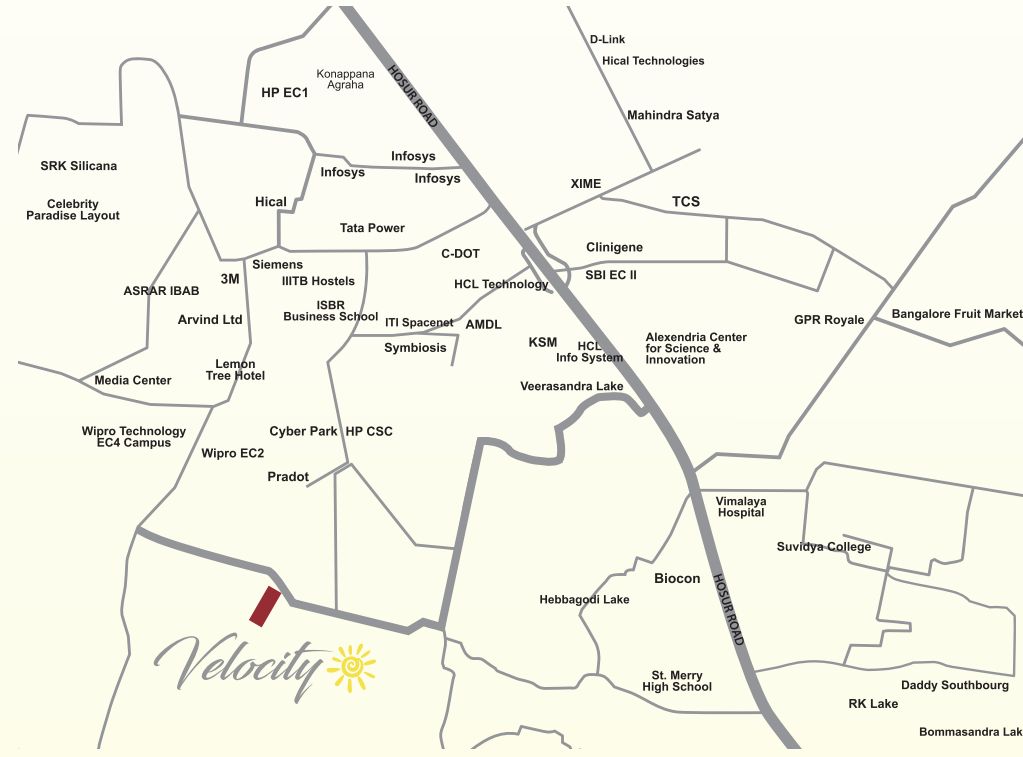 D-Link
Hical Technologies
Konappana
Agraha
HP EC1
HOSUR ROAD
Mahindra Satya
Infosys
Infosys
Infosys
SRK Silicana
XIME
TCS
Hical
Celebrity
Paradise Layout
Tata Power
Clinigene
C-DOT
Siemens
3M
IIITB Hostels
SBI EC II
HCL Technology
ASRAR IBAB
ISBR
Business School
Arvind Ltd
ITI Spacenet
AMDL
GPR Royale
Bangalore Fruit Market
Symbiosis
KSM
HCL
Info System
Alexendria Center
for Science &
Innovation
Lemon
Tree Hotel
Media Center
Veerasandra Lake
Wipro Technology
EC4 Campus
Cyber Park
HP CSC
Wipro EC2
Pradot
Vimalaya
Hospital
Suvidya College
Biocon
HOSUR ROAD
Hebbagodi Lake
Velocity
St. Merry
High School
Daddy Southbourg
RK Lake
Bommasandra Lak